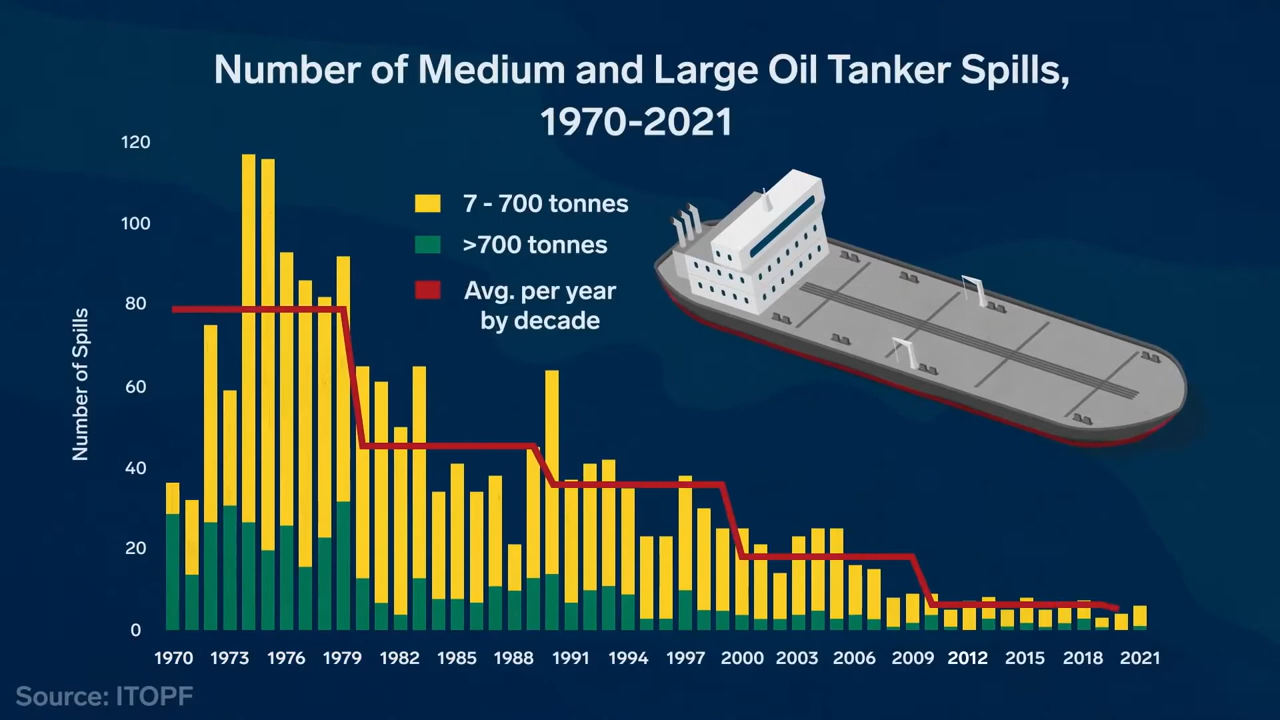 Number of Medium and Large Oil Tanker Spills,
1970-2021
120
100
80
60
40
20
0
Number of Spills
7 - 700 tonnes
>700 tonnes
Avg. per year
by decade
1970 1973 1976 1979 1982 1985 1988 1991 1994 1997 2000 2003 2006 2009 2012 2015 2018 2021
Source: ITOPF